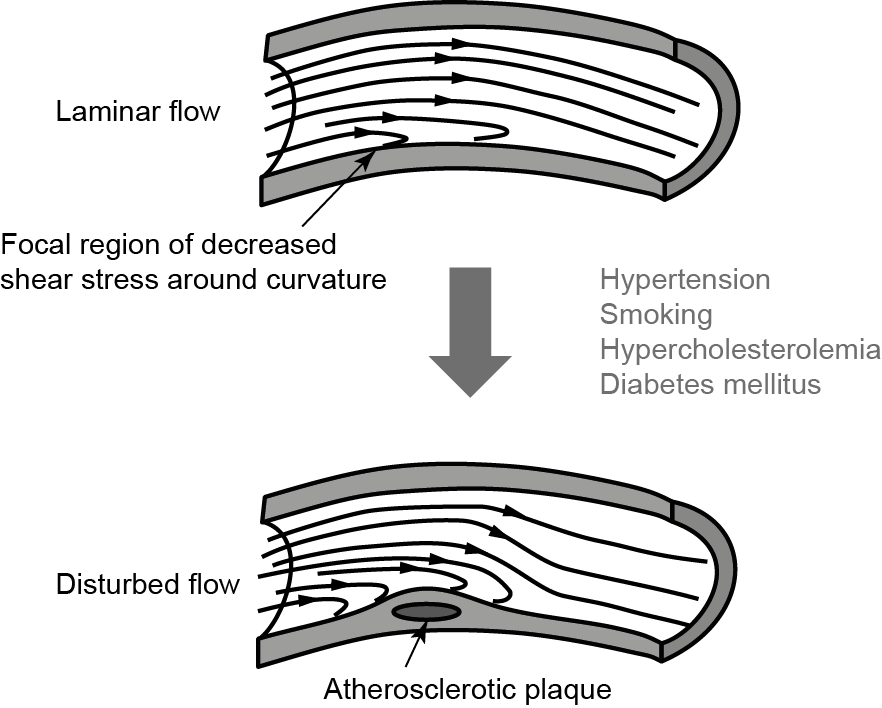 Laminar flow
Focal region of decreased
shear stress around curvature
Hypertension
Smoking
Hypercholesterolemia
Diabetes mellitus
Disturbed flow
Atherosclerotic plaque